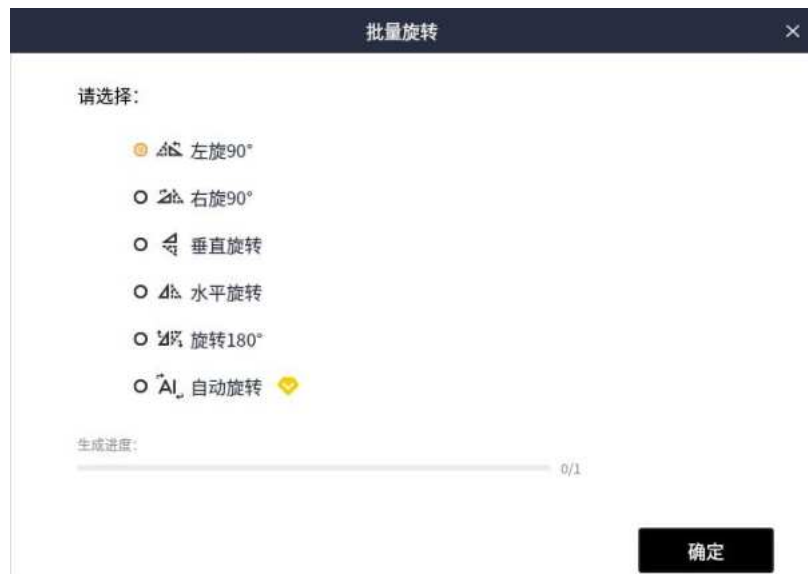 批量旋转
请选择：
左旋90°
右旋90°
垂直旋转
水平旋转
旋转180°
AI 自动旋转
生成进度：
0/1
确定